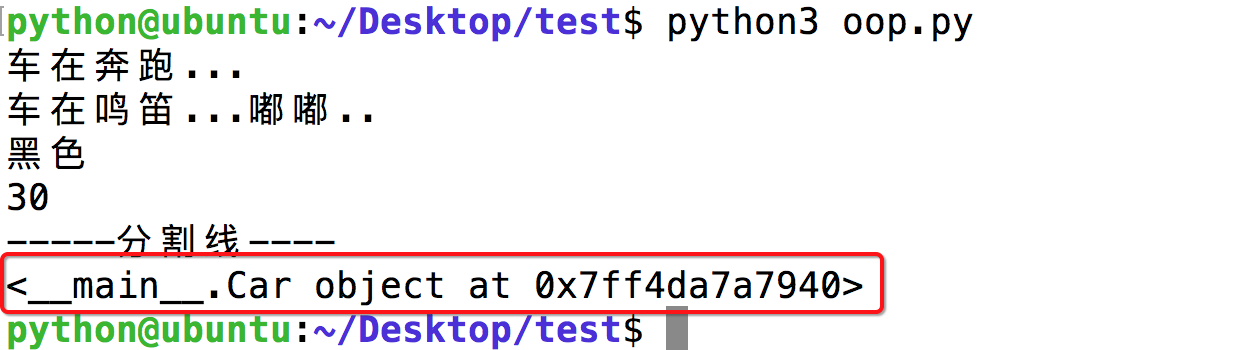 python@ubuntu:~/Desktop/test$ python3 oop.py
车在奔跑...
车在鸣笛...嘟嘟..
黑色
30
-----分割线----
<__main__.Car object at 0x7ff4da7a7940>
python@ubuntu:~/Desktop/test$